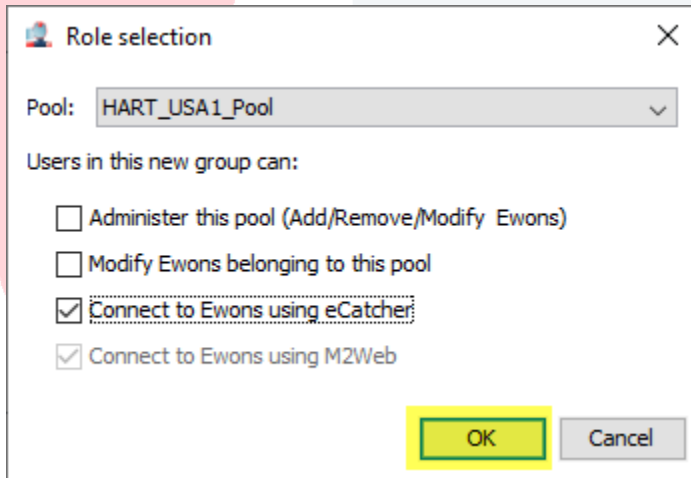 Role selection
Pool: HART_USA1_Pool
Users in this new group can:
Administer this pool (Add/Remove/Modify Ewons)
Modify Ewons belonging to this pool
Connect to Ewons using eCatcher
Connect to Ewons using M2Web
OK Cancel